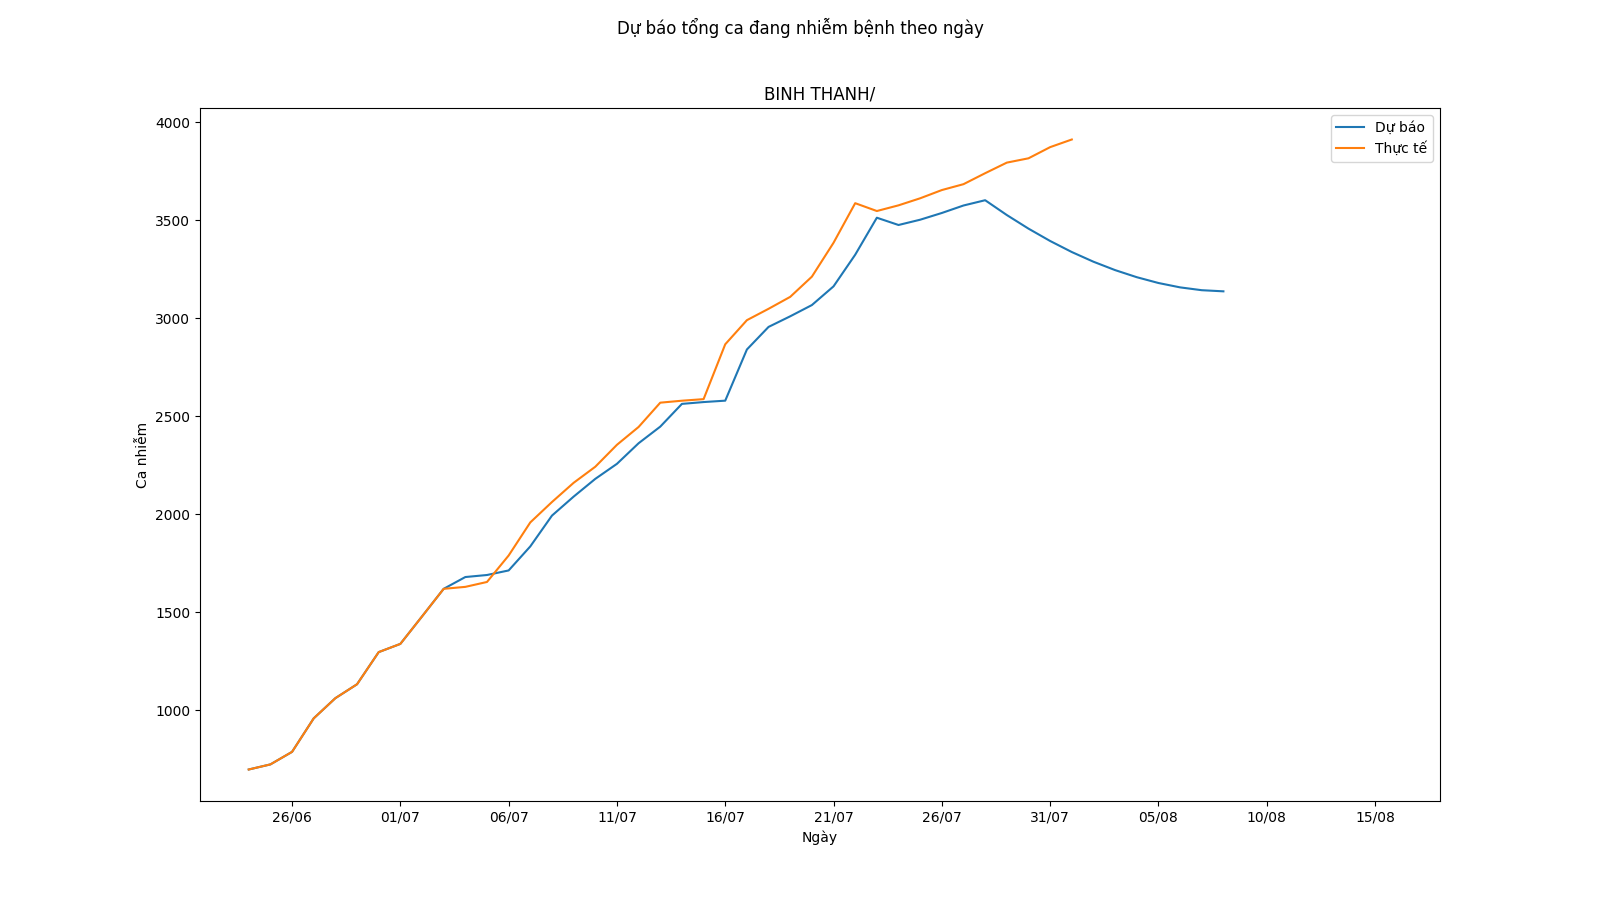 Dự báo tổng ca đang nhiễm bệnh theo ngày
BINH THANH/
Dự báo
Thực tế
4000
3500
3000
2500
2000
1500
1000
Ca nhiễm
26/06 01/07 06/07 11/07 16/07 21/07 26/07 31/07 05/08 10/08 15/08
Ngày